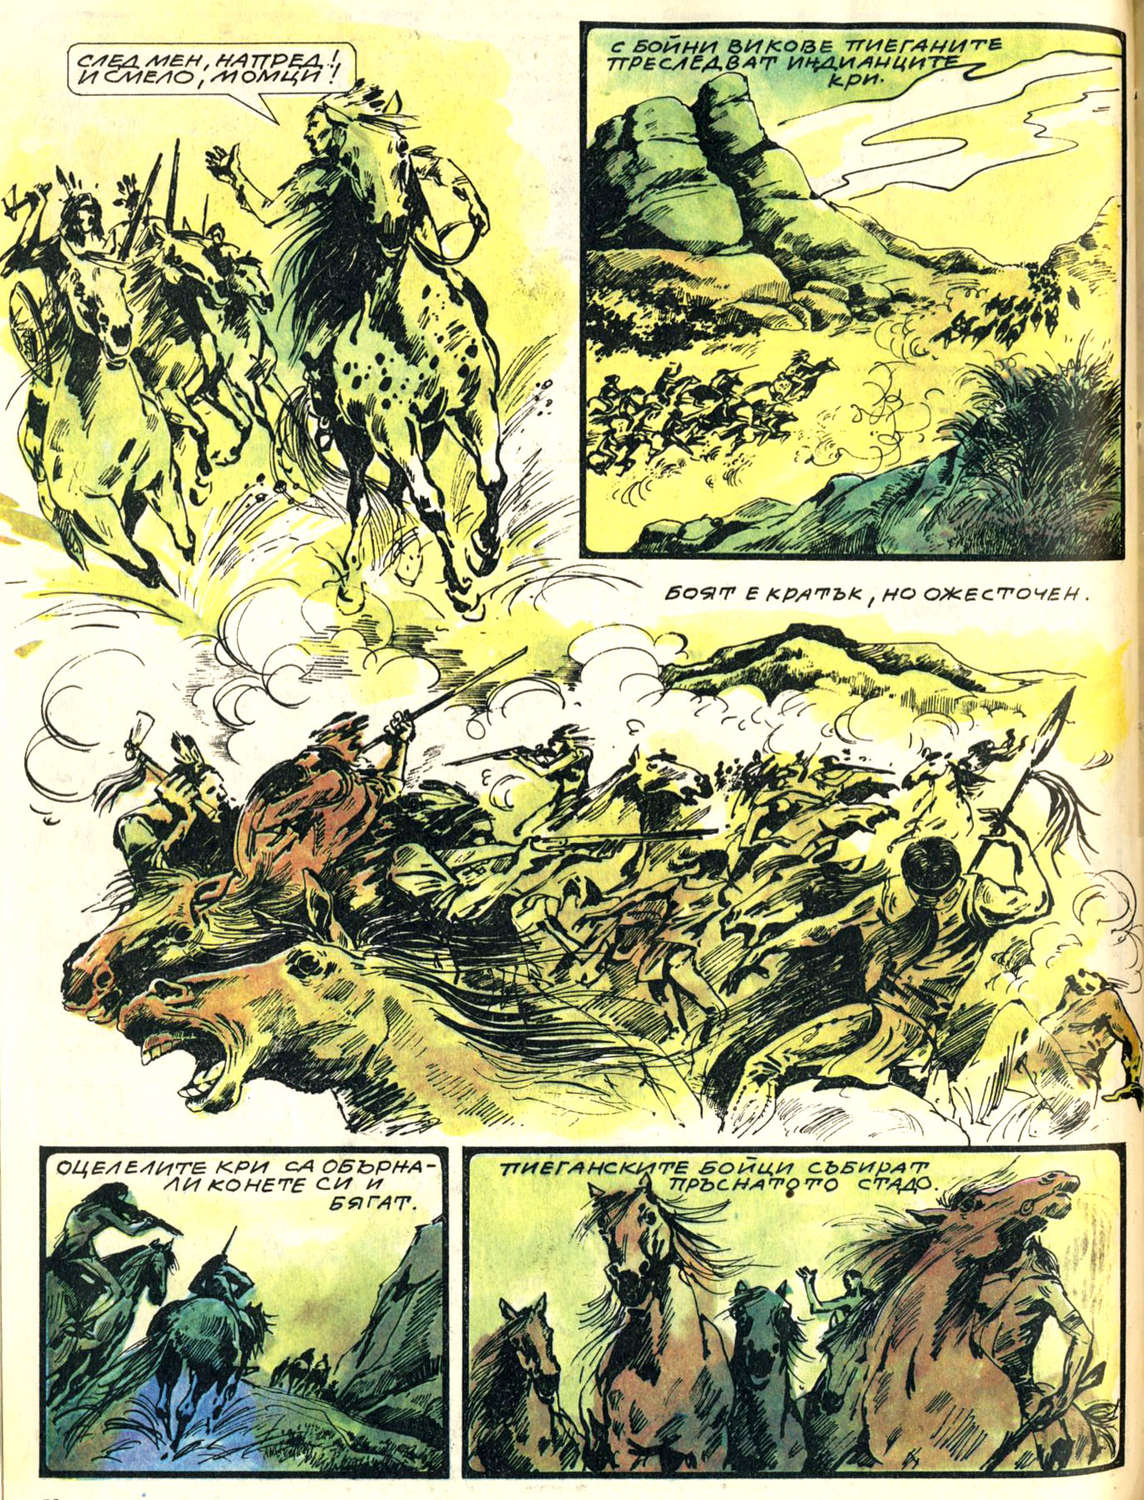 СЛЕД МЕН, НАПРЕД!
И СМЕЛО, МОМЦИ!
С БОЙНИ ВИКОВЕ ПИЕГАНИТЕ
ПРЕСЛЕДВАТ ИНДИАНЦИТЕ
КРИ.
БОЯТ Е КРАТЪК, НО ОЖЕСТОЧЕН.
ОЦЕЛЕЛИТЕ КРИ СА ОБЪРНА-
ЛИ КОНЕТЕ СИ И
БЯГАТ.
ПИЕГАНСКИТЕ БОЙЦИ СЪБИРАТ
ПРЪСНАТОТО СТАДО.